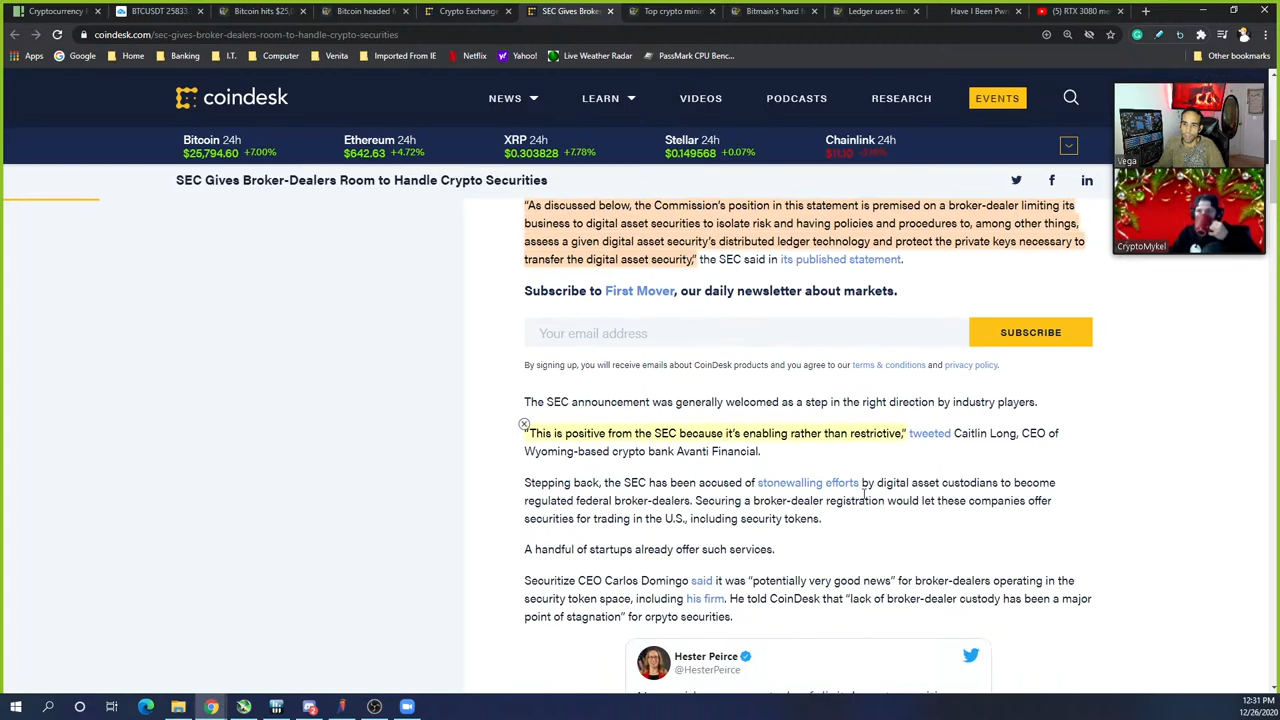 Cryptocurrency
BTCUSDT 25833
Bitcoin hits $25,
Bitcoin headed f
Crypto Exchange
SEC Gives Broker
Top crypto mini
Bitmain's 'hard f
Ledger users the
Have I Been Pwn
(5) RTX 3080 me
coindesk.com/sec-gives-broker-dealers-room-to-handle-crypto-securities
Apps Google Home Banking I.T. Computer Venita Imported From IE Netflix Yahoo! Live Weather Radar PassMark CPU Benc... Other bookmarks
coindesk
NEWS LEARN VIDEOS PODCASTS RESEARCH EVENTS
Bitcoin 24h
$25,794.60 +7.00%
Ethereum 24h
$642.63 +4.72%
XRP 24h
$0.303828 +7.78%
Stellar 24h
$0.149568 +0.07%
Chainlink 24h
$11.10
Vega
CryptoMykel
SEC Gives Broker-Dealers Room to Handle Crypto Securities
“As discussed below, the Commission’s position in this statement is premised on a broker-dealer limiting its
business to digital asset securities to isolate risk and having policies and procedures to, among other things,
assess a given digital asset security’s distributed ledger technology and protect the private keys necessary to
transfer the digital asset security,” the SEC said in its published statement.
Subscribe to First Mover, our daily newsletter about markets.
Your email address
SUBSCRIBE
By signing up, you will receive emails about CoinDesk products and you agree to our terms & conditions and privacy policy.
The SEC announcement was generally welcomed as a step in the right direction by industry players.
“This is positive from the SEC because it’s enabling rather than restrictive,” tweeted Caitlin Long, CEO of
Wyoming-based crypto bank Avanti Financial.
Stepping back, the SEC has been accused of stonewalling efforts by digital asset custodians to become
regulated federal broker-dealers. Securing a broker-dealer registration would let these companies offer
securities for trading in the U.S., including security tokens.
A handful of startups already offer such services.
Securitize CEO Carlos Domingo said it was “potentially very good news” for broker-dealers operating in the
security token space, including his firm. He told CoinDesk that “lack of broker-dealer custody has been a major
point of stagnation” for crpyto securities.
Hester Peirce
@HesterPeirce
12:31 PM
12/26/2020